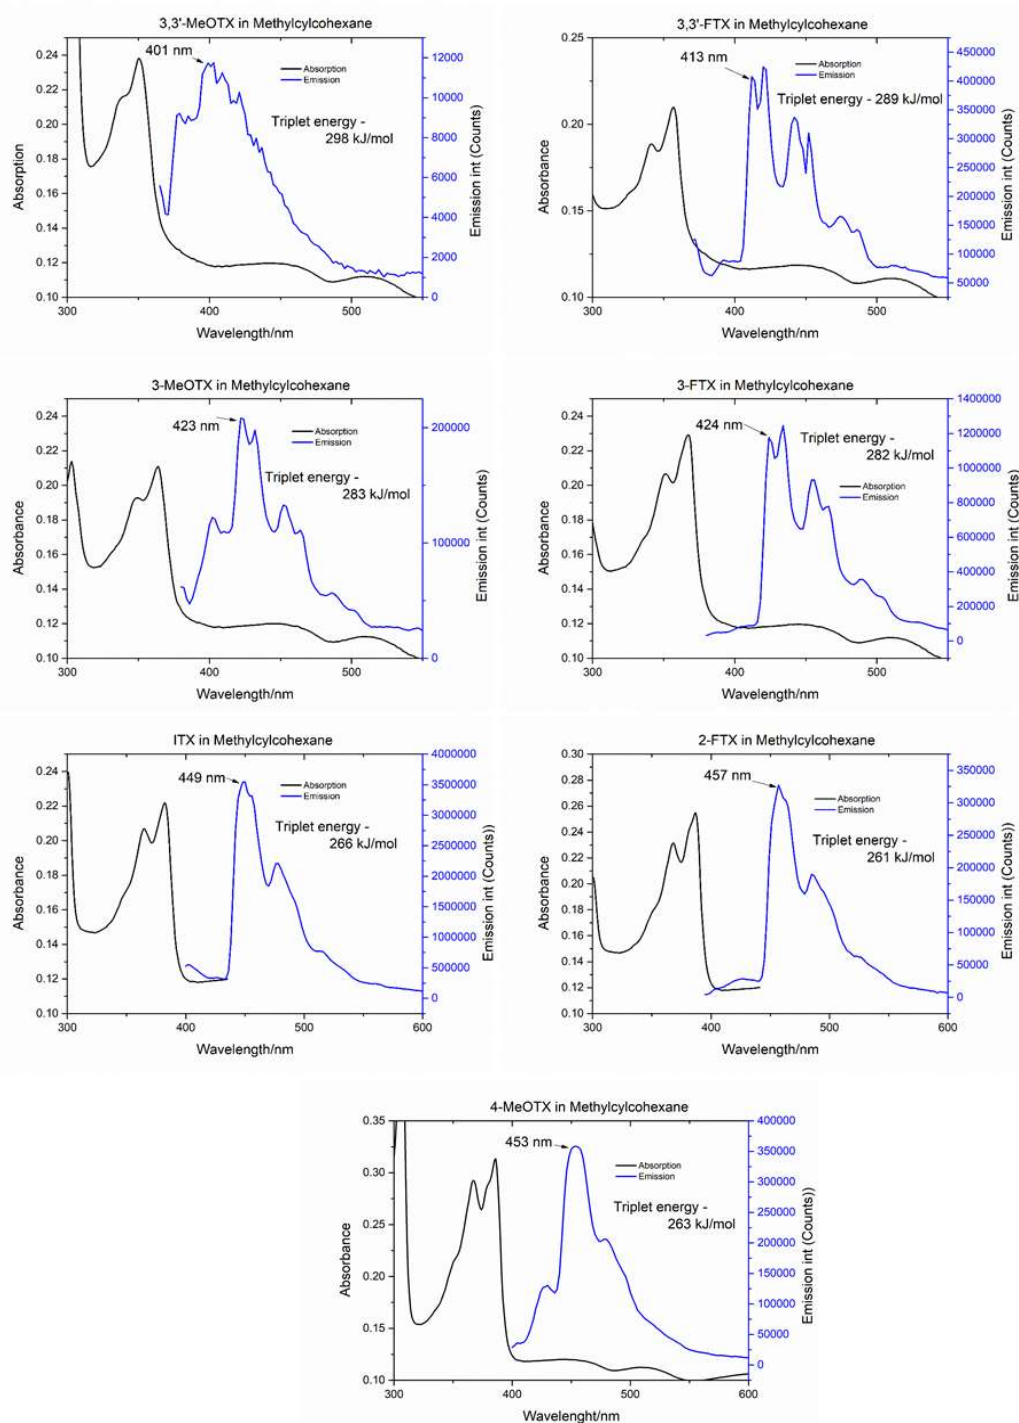 3,3'-MeOTX in Methylcylcohexane
401 nm
Absorption
Emission
Triplet energy -
298 kJ/mol
0.24
0.22
0.20
0.18
0.16
0.14
0.12
0.10
Absorption
12000
10000
8000
6000
4000
2000
0
Emission int (Counts)
300 400 500
Wavelength/nm
3,3'-FTX in Methylcylcohexane
413 nm
Absorption
Emission
Triplet energy - 289 kJ/mol
0.25
0.20
0.15
0.10
Absorbance
450000
400000
350000
300000
250000
200000
150000
100000
50000
0
Emission int (Counts)
300 400 500
Wavelength/nm
3-MeOTX in Methylcylcohexane
423 nm
Absorption
Emission
Triplet energy -
283 kJ/mol
0.24
0.22
0.20
0.18
0.16
0.14
0.12
0.10
Absorbance
200000
100000
0
Emission int (Counts)
300 400 500
Wavelength/nm
3-FTX in Methylcylcohexane
424 nm
Triplet energy -
282 kJ/mol
Absorption
Emission
0.24
0.22
0.20
0.18
0.16
0.14
0.12
0.10
Absorbance
1400000
1200000
1000000
800000
600000
400000
200000
0
Emission int (Counts)
300 400 500
Wavelength/nm
ITX in Methylcylcohexane
449 nm
Absorption
Emission
Triplet energy -
266 kJ/mol
0.24
0.22
0.20
0.18
0.16
0.14
0.12
0.10
Absorbance
4000000
3500000
3000000
2500000
2000000
1500000
1000000
500000
0
Emission int (Counts))
300 400 500 600
Wavelength/nm
2-FTX in Methylcylcohexane
457 nm
Absorption
Emission
Triplet energy -
261 kJ/mol
0.30
0.28
0.26
0.24
0.22
0.20
0.18
0.16
0.14
0.12
0.10
Absorbance
350000
300000
250000
200000
150000
100000
50000
0
Emission int (Counts))
300 400 500 600
Wavelength/nm
4-MeOTX in Methylcylcohexane
453 nm
Absorption
Emission
Triplet energy -
263 kJ/mol
0.35
0.30
0.25
0.20
0.15
0.10
Absorbance
400000
350000
300000
250000
200000
150000
100000
50000
0
Emission int (Counts))
300 400 500 600
Wavelenght/nm